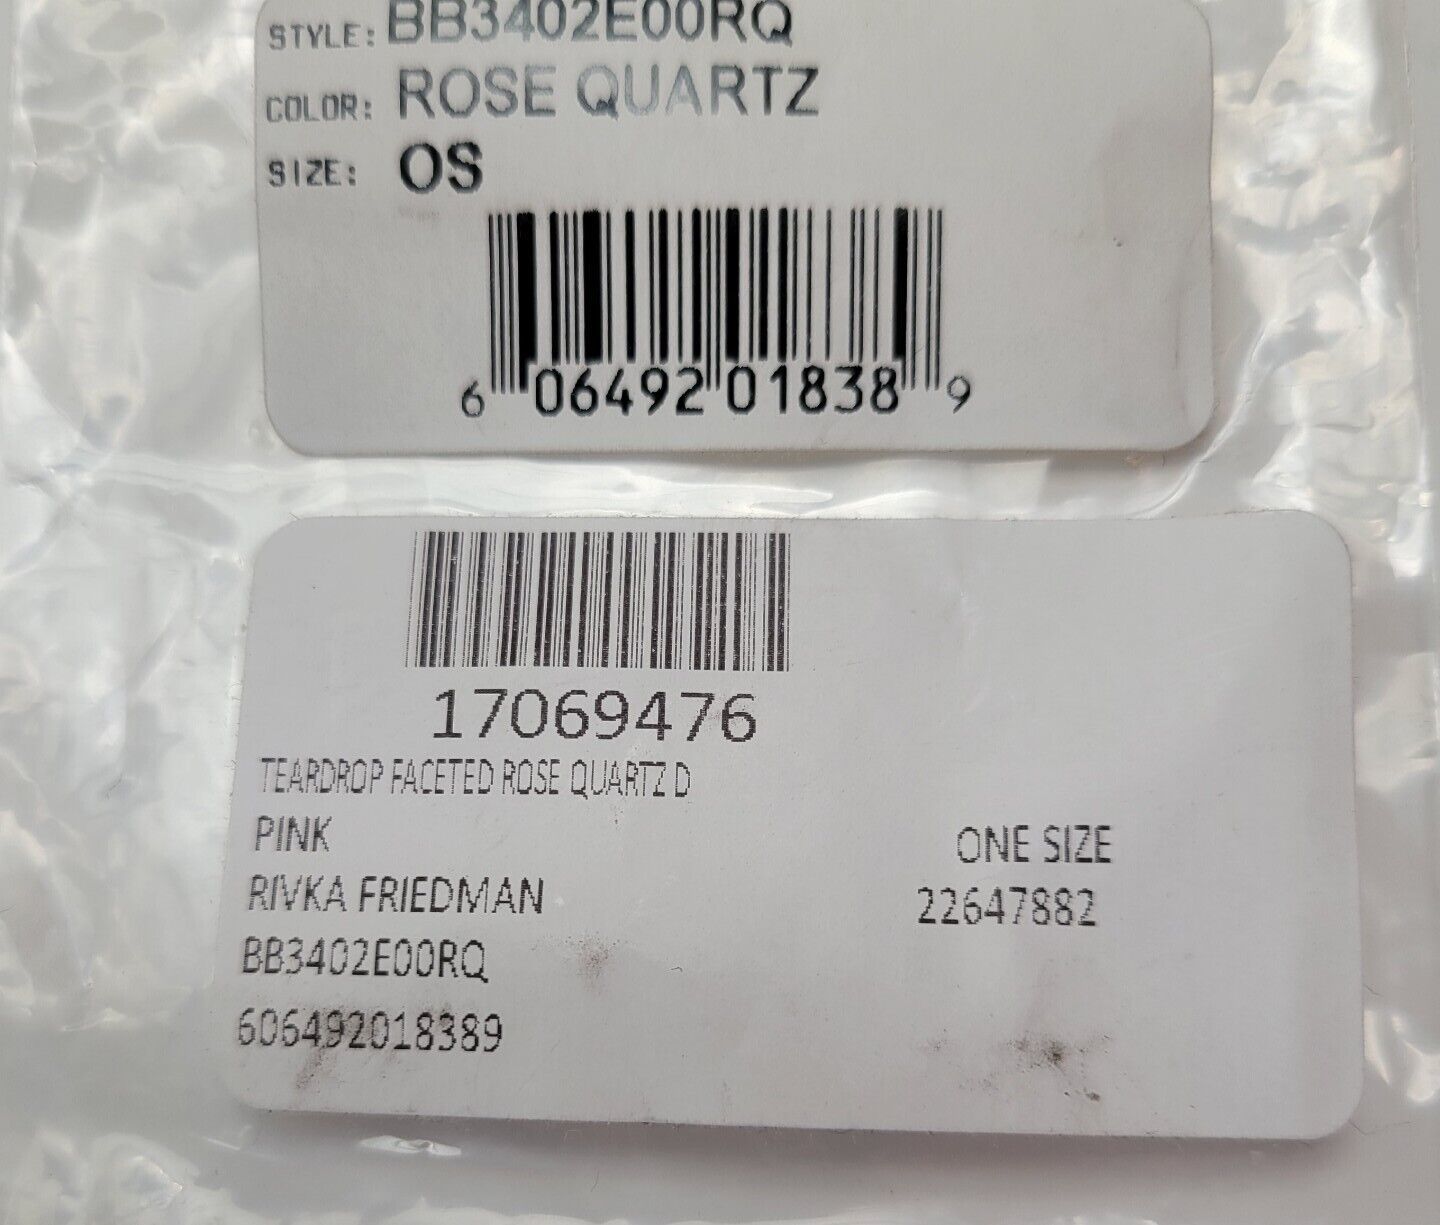 STYLE: BB3402E00RQ
COLOR: ROSE QUARTZ
SIZE: OS
6 06492 01838 9
17069476
TEARDROP FACETED ROSE QUARTZ D
PINK ONE SIZE
RIVKA FRIEDMAN 22647882
BB3402E00RQ
606492018389